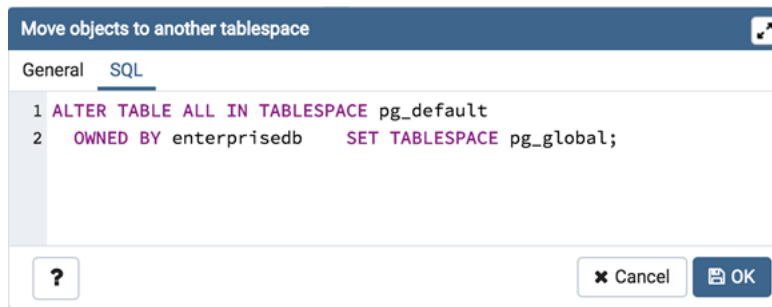 Move objects to another tablespace
General SQL
1 ALTER TABLE ALL IN TABLESPACE pg_default
2 OWNED BY enterprisedb SET TABLESPACE pg_global;
? Cancel OK